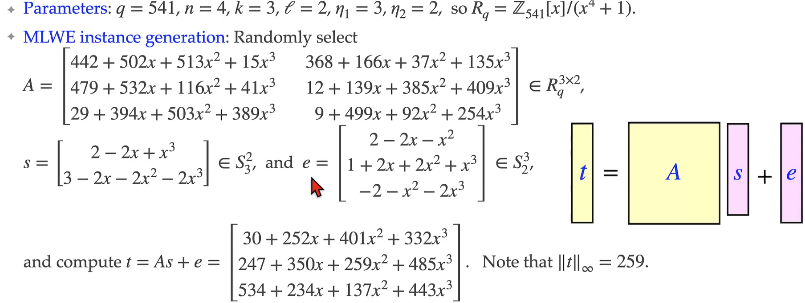 ✦ Parameters: q = 541, n = 4, k = 3, ℓ = 2, η₁ = 3, η₂ = 2, so R_q = ℤ₅₄₁[x]/(x⁴ + 1).
✦ MLWE instance generation: Randomly select
A = [442 + 502x + 513x² + 15x³ 368 + 166x + 37x² + 135x³
479 + 532x + 116x² + 41x³ 12 + 139x + 385x² + 409x³
29 + 394x + 503x² + 389x³ 9 + 499x + 92x² + 254x³] ∈ R_q^{3×2},
s = [2 − 2x + x³
3 − 2x − 2x² − 2x³] ∈ S₃², and e = [2 − 2x − x²
1 + 2x + 2x² + x³
−2 − x² − 2x³] ∈ S₂³,
t = A s + e
and compute t = As + e = [30 + 252x + 401x² + 332x³
247 + 350x + 259x² + 485x³
534 + 234x + 137x² + 443x³]. Note that ‖t‖∞ = 259.